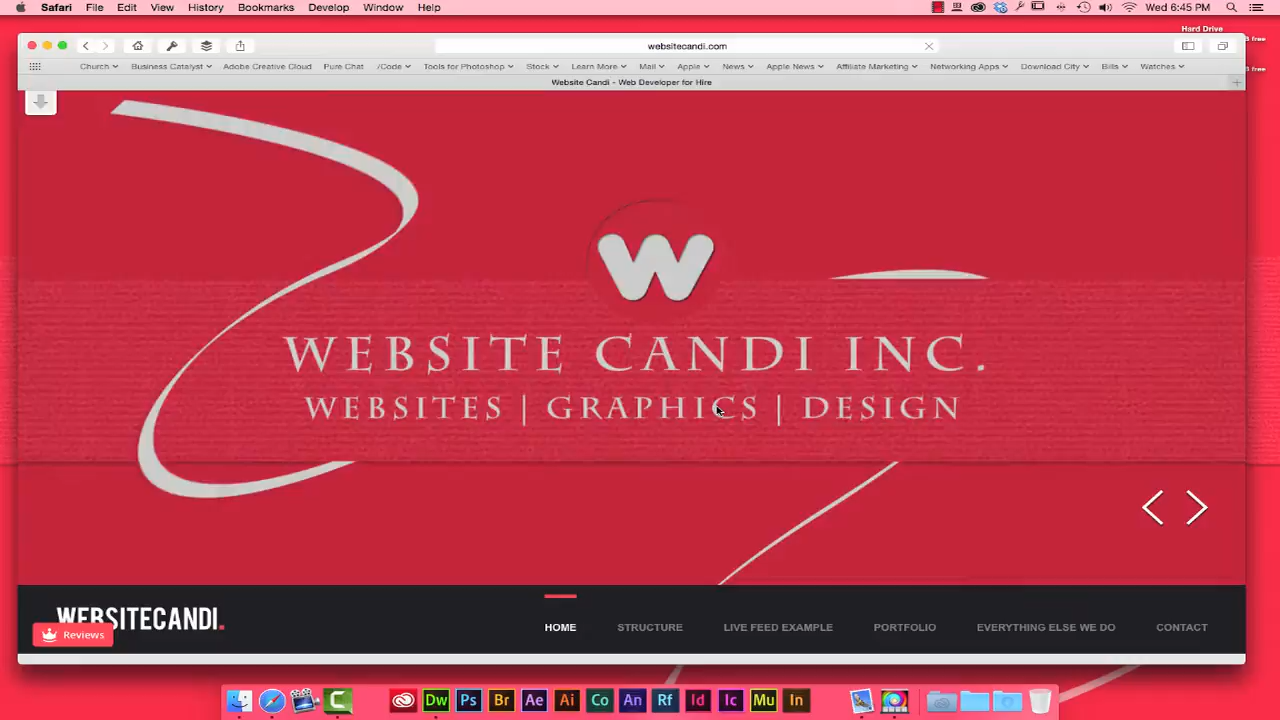 Safari File Edit View History Bookmarks Develop Window Help Wed 6:45 PM
Hard Drive
websitecandi.com
Church Business Catalyst Adobe Creative Cloud Pure Chat /Code Tools for Photoshop Stock Learn More Mail Apple News Apple News Affiliate Marketing Networking Apps Download City Bills Watches
Website Candi - Web Developer for Hire
W
WEBSITE CANDI INC.
WEBSITES | GRAPHICS | DESIGN
WEBSITECANDI.
HOME STRUCTURE LIVE FEED EXAMPLE PORTFOLIO EVERYTHING ELSE WE DO CONTACT
Reviews
C Dw Ps Br Ae Ai Co An Rf Id Ic Mu In